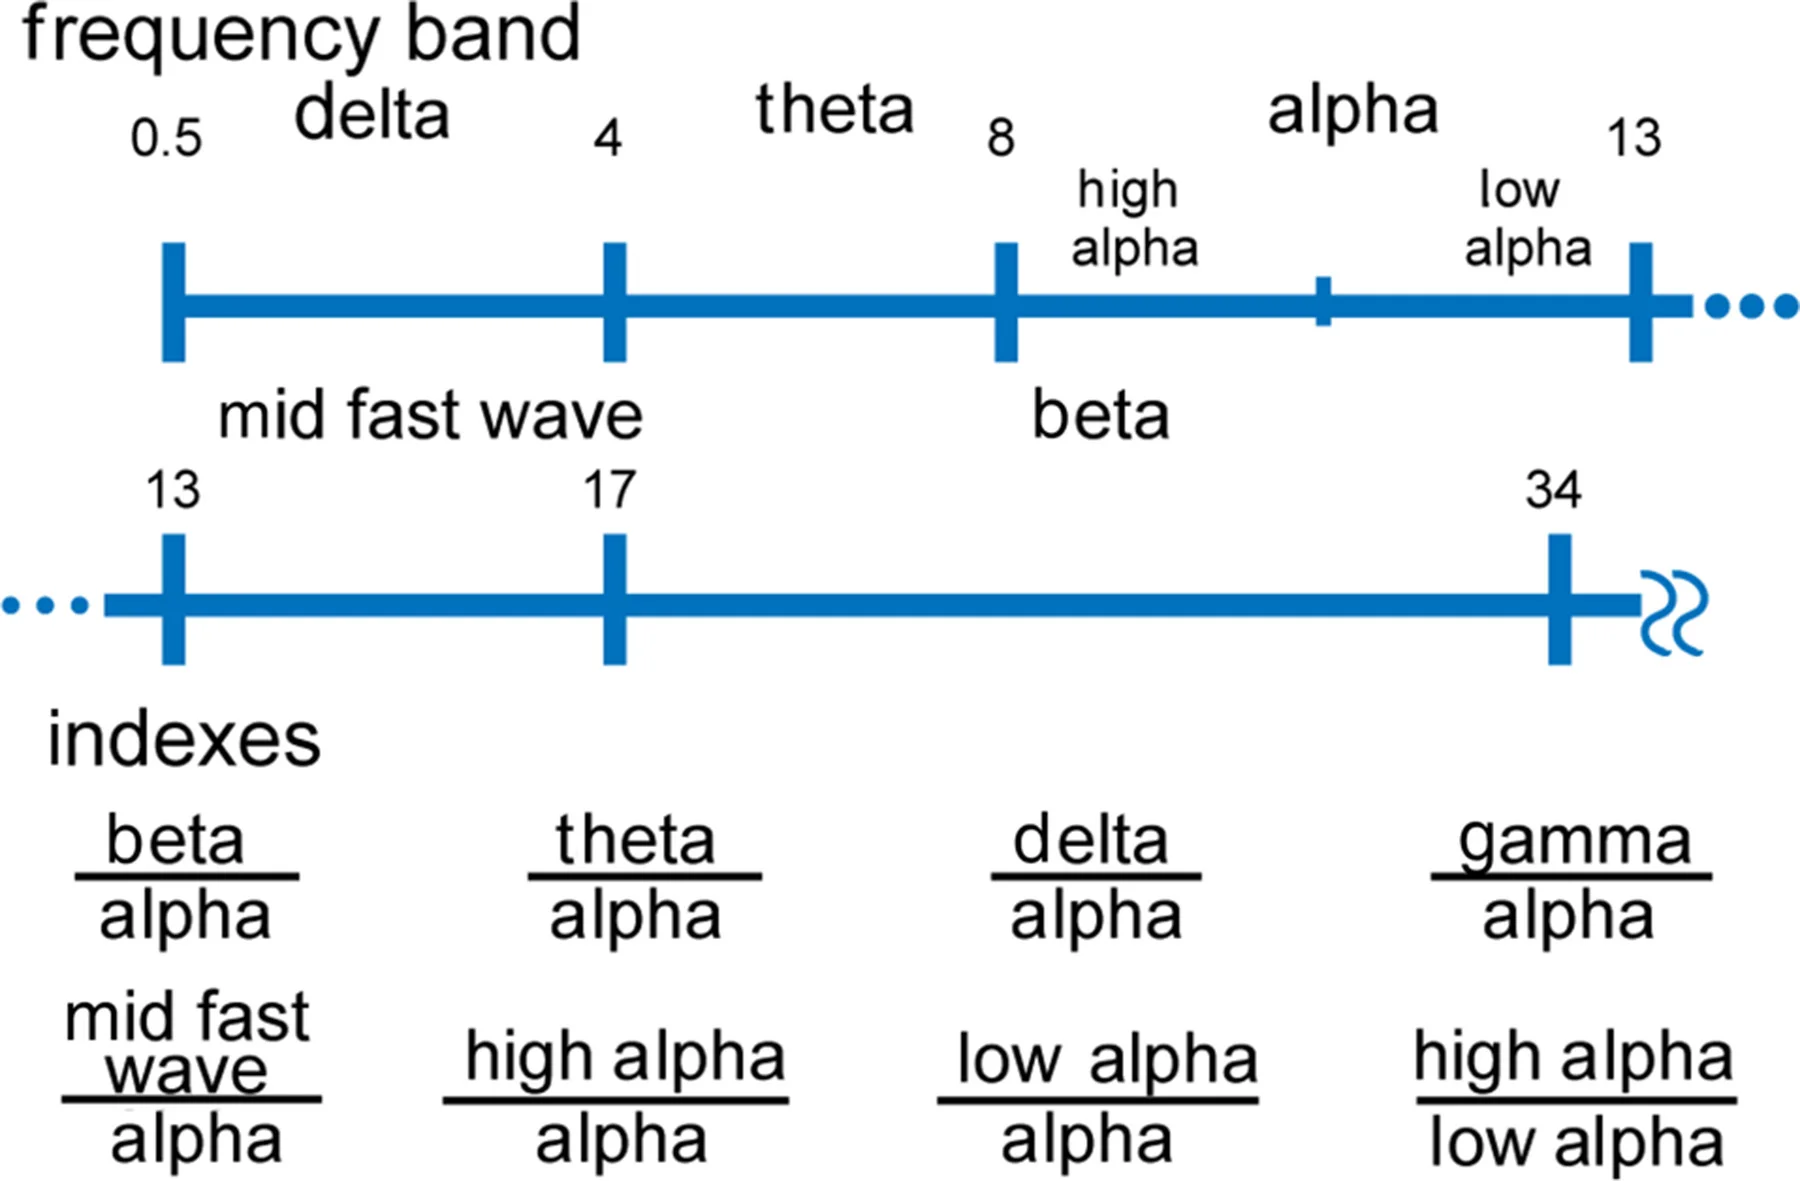 frequency band
delta theta alpha
0.5 4 8 13
high low
alpha alpha
mid fast wave beta
13 17 34
indexes
beta theta delta gamma
alpha alpha alpha alpha
mid fast
wave high alpha low alpha high alpha
alpha alpha alpha low alpha